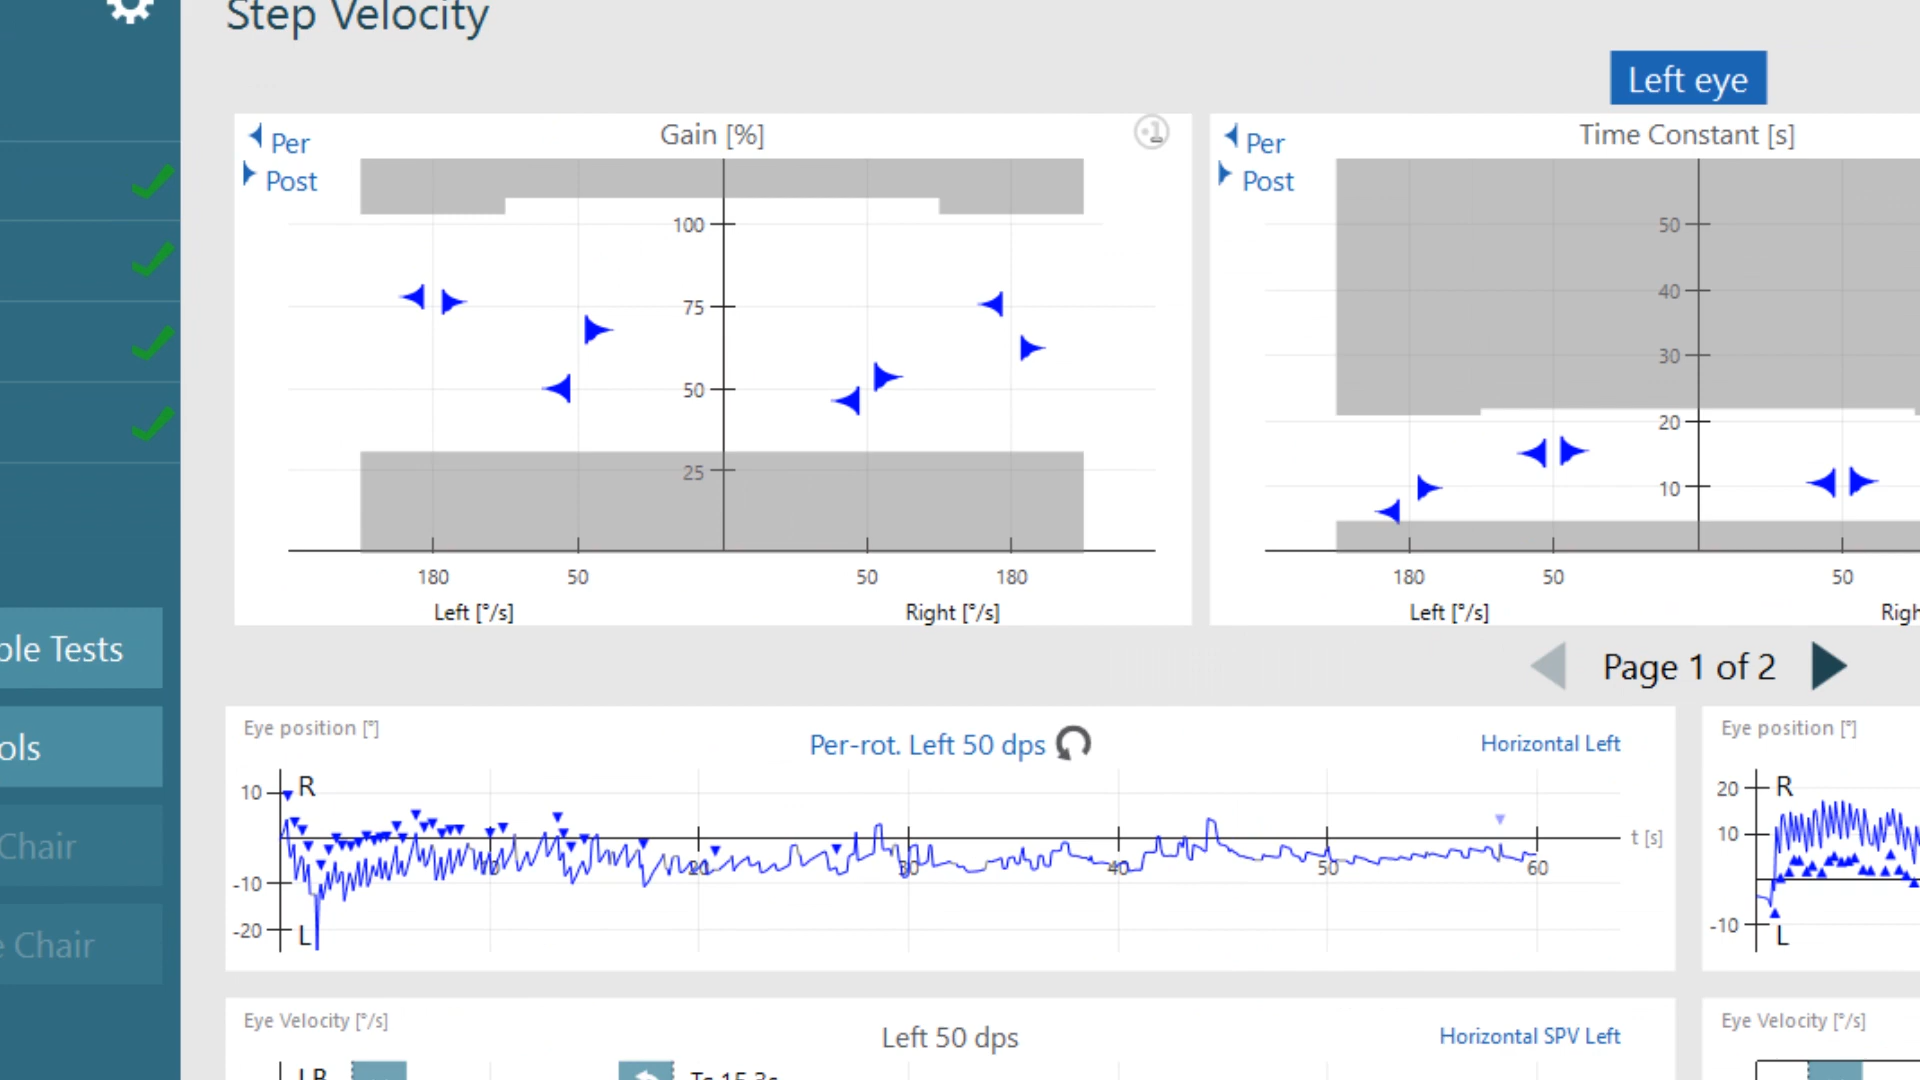 Step Velocity
Left eye
Per
Post
Gain [%]
100
75
50
25
180
50
50
180
Left [°/s]
Right [°/s]
Per
Post
Time Constant [s]
50
40
30
20
10
180
50
50
Left [°/s]
Tests
Chair
Chair
Page 1 of 2
Eye position [°]
Per-rot. Left 50 dps
Horizontal Left
10
R
-10
-20
L
10
20
30
40
50
60
t [s]
Eye position [°]
20
R
10
-10
L
Eye Velocity [°/s]
Left 50 dps
Horizontal SPV Left
Eye Velocity [°/s]